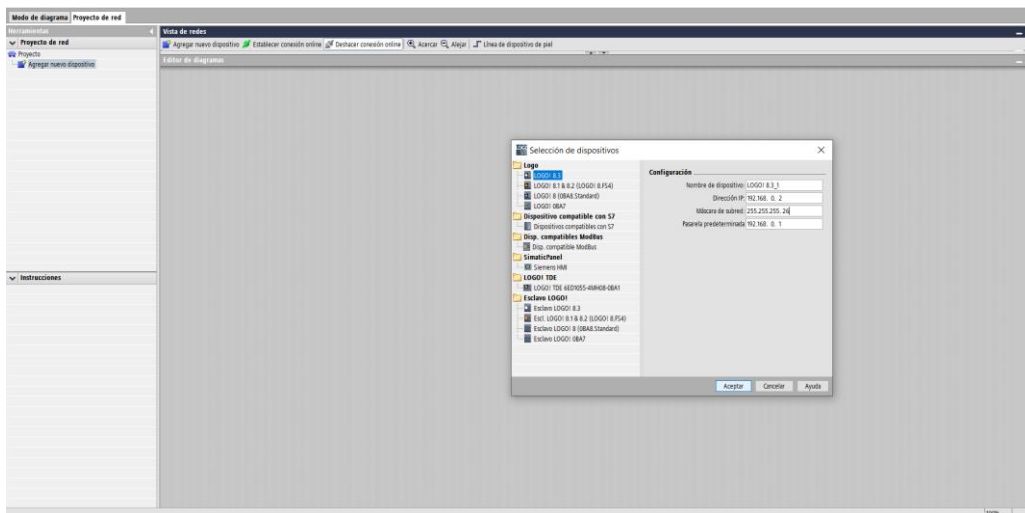 Modo de diagrama Proyecto de red
Herramientas
Vista de redes
Proyecto de red
Agregar nuevo dispositivo Establecer conexión online Deshacer conexión online Acercar Alejar Línea de dispositivo de piel
Proyecto
Agregar nuevo dispositivo
Editor de diagramas
Instrucciones
Selección de dispositivos
Logo
LOGO! 8.3
LOGO! 8.1 & 8.2 (LOGO! 8.FS4)
LOGO! 8 (0BA8.Standard)
LOGO! 0BA7
Dispositivo compatible con S7
Dispositivos compatibles con S7
Disp. compatibles ModBus
Disp. compatible ModBus
SimaticPanel
Siemens HMI
LOGO! TDE
LOGO! TDE 6ED1055-4MH08-0BA1
Esclavo LOGO!
Esclavo LOGO! 8.3
Escl. LOGO! 8.1 & 8.2 (LOGO! 8.FS4)
Esclavo LOGO! 8 (0BA8.Standard)
Esclavo LOGO! 0BA7
Configuración
Nombre de dispositivo: LOGO! 8.3_1
Dirección IP: 192.168. 0. 2
Máscara de subred: 255.255.255. 26
Pasarela predeterminada: 192.168. 0. 1
Aceptar Cancelar Ayuda